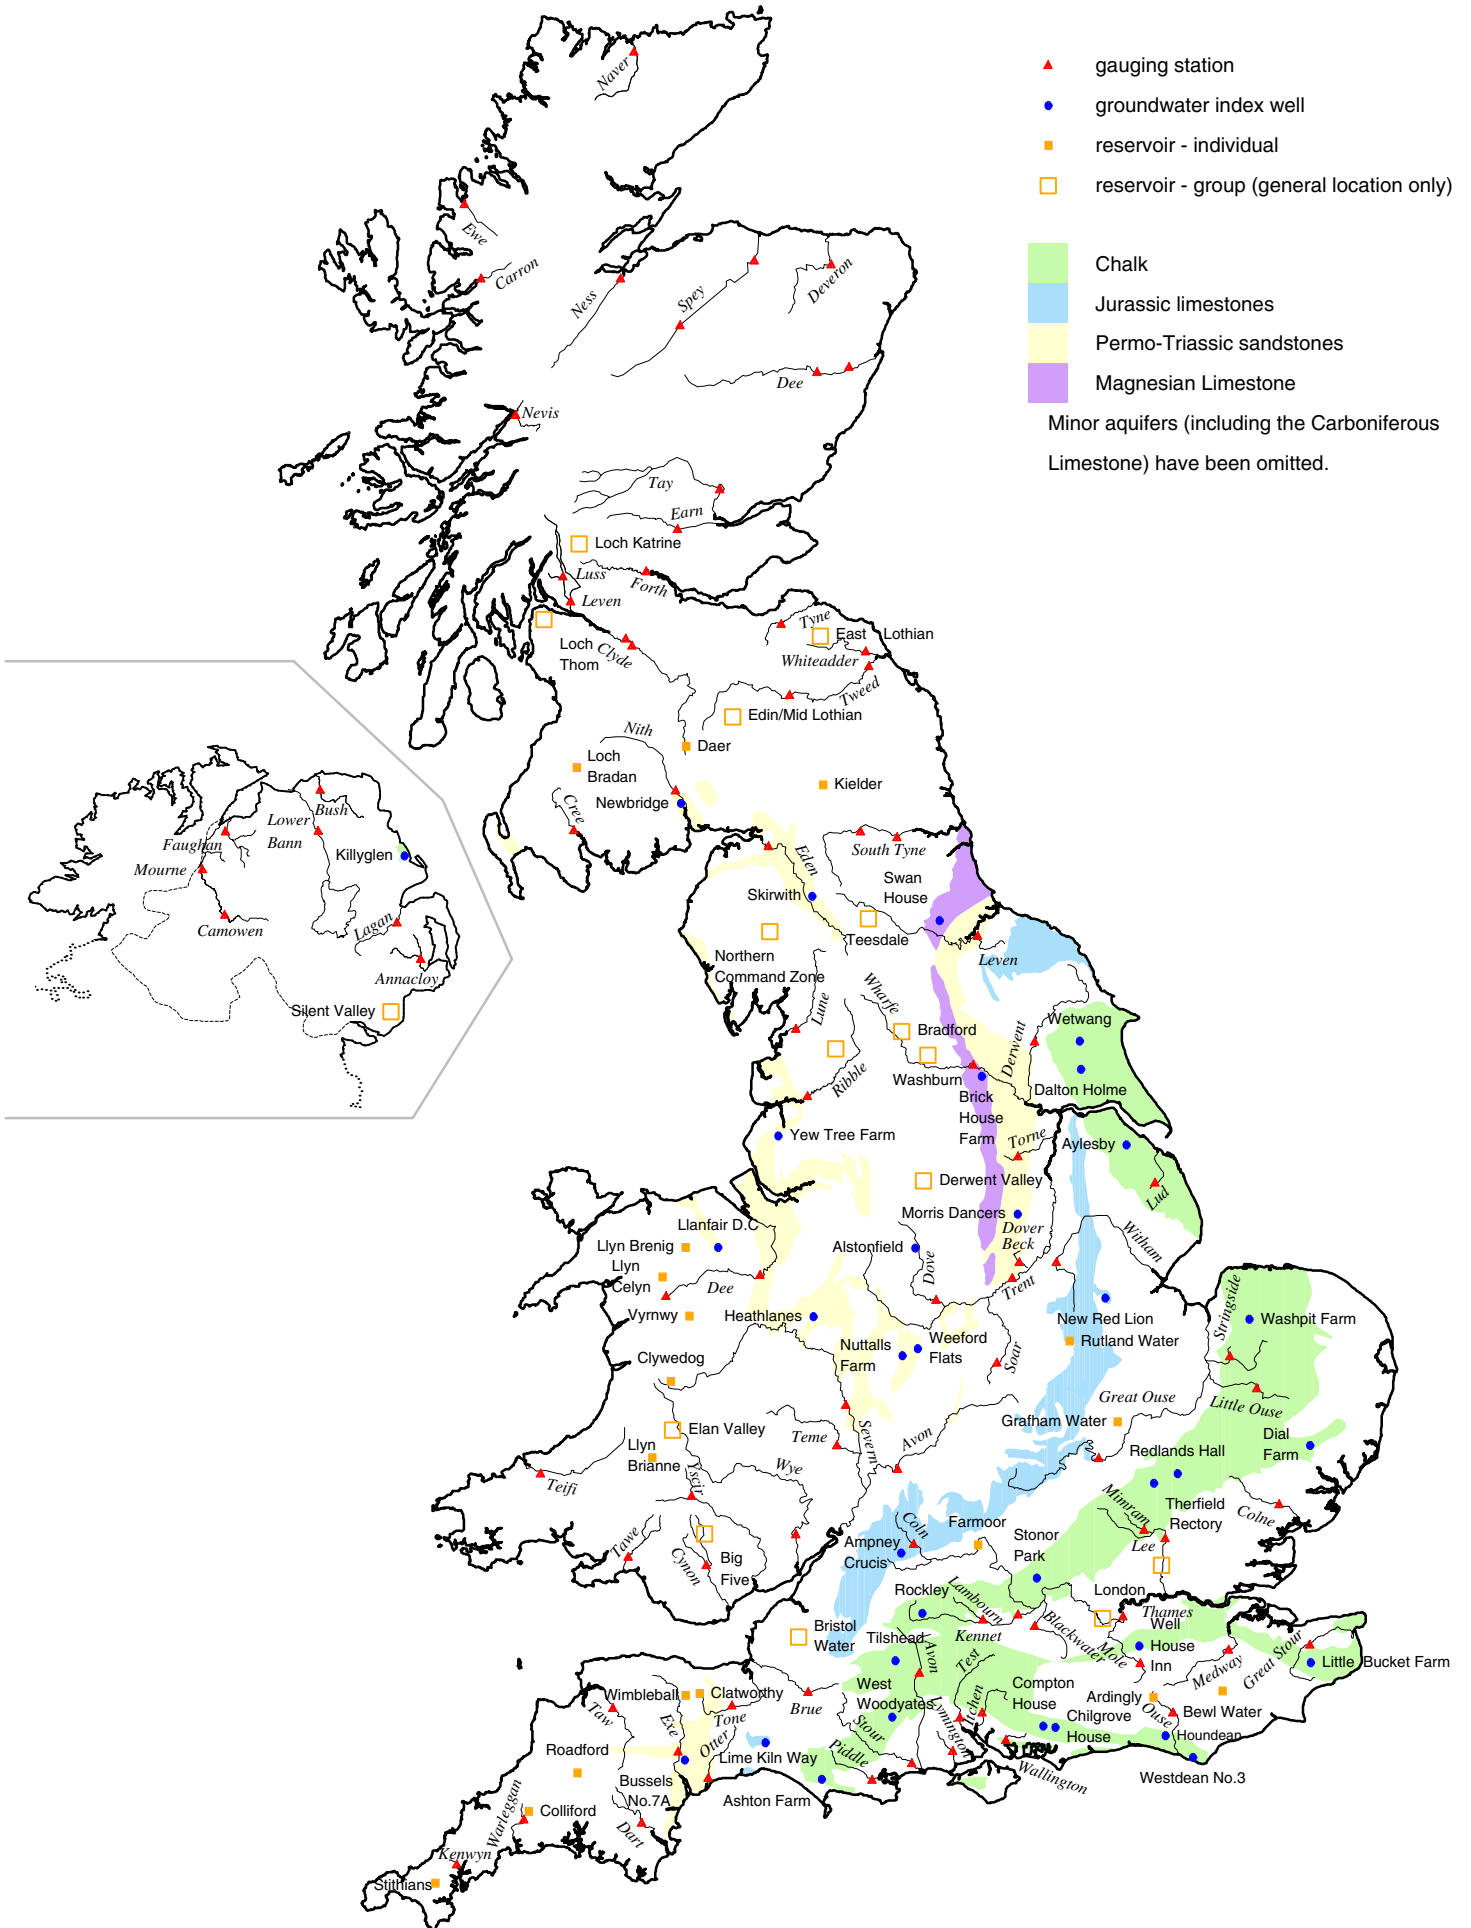 gauging station
groundwater index well
reservoir - individual
reservoir - group (general location only)
Chalk
Jurassic limestones
Permo-Triassic sandstones
Magnesian Limestone
Minor aquifers (including the Carboniferous
Limestone) have been omitted.
Naver
Ewe
Carron
Ness
Spey
Deveron
Dee
Nevis
Tay
Earn
Loch Katrine
Luss
Forth
Leven
Tyne
East Lothian
Loch
Thom
Clyde
Whiteadder
Tweed
Edin/Mid Lothian
Nith
Daer
Loch
Bradan
Kielder
Newbridge
Cree
Bush
Lower
Bann
Faughan
Killyglen
Mourne
Camowen
Lagan
Annacloy
Silent Valley
Eden
South Tyne
Swan
House
Skirwith
Teesdale
Leven
Northern
Command Zone
Lune
Wharfe
Bradford
Wetwang
Derwent
Ribble
Washburn
Dalton Holme
Brick
House
Farm
Yew Tree Farm
Torne
Aylesby
Lud
Derwent Valley
Morris Dancers
Dover
Beck
Witham
Llanfair D.C
Llyn Brenig
Alstonfield
Dove
Llyn
Celyn
Dee
Trent
Vyrnwy
Heathlanes
New Red Lion
Rutland Water
Stringside
Washpit Farm
Nuttalls
Farm
Weeford
Flats
Soar
Clywedog
Great Ouse
Little Ouse
Elan Valley
Teme
Severn
Avon
Grafham Water
Dial
Farm
Llyn
Brianne
Yscir
Wye
Redlands Hall
Teifi
Therfield
Rectory
Mimram
Colne
Tawe
Cynon
Big
Five
Coln
Ampney
Crucis
Farmoor
Stonor
Park
Lee
London
Rockley
Lambourn
Kennet
Blackwater
Thames
Well
House
Inn
Mole
Bristol
Water
Tilshead
Avon
Test
Medway
Great Stour
Little Bucket Farm
Wimbleball
Clatworthy
Brue
West
Woodyates
Itchen
Compton
House
Ardingly
Chilgrove
House
Bewl Water
Ouse
Houndean
Taw
Exe
Tone
Otter
Stour
Lymington
Roadford
Lime Kiln Way
Piddle
Wallington
Westdean No.3
Bussels
No.7A
Ashton Farm
Warleggan
Colliford
Dart
Kenwyn
Stithians